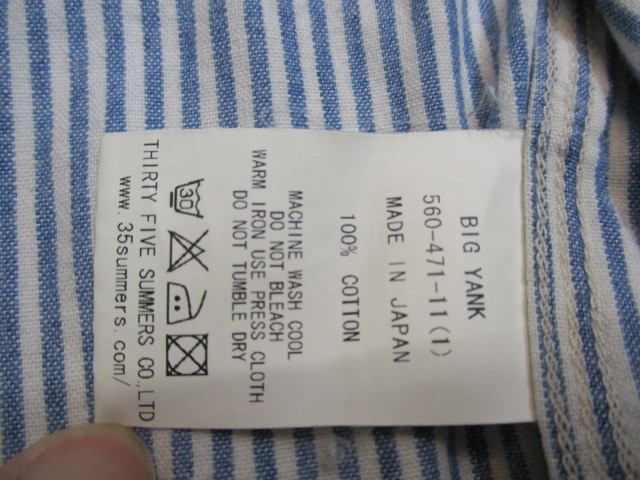 BIG YANK
560-471-11(1)
MADE IN JAPAN
100% COTTON
MACHINE WASH COOL
DO NOT BLEACH
WARM IRON USE PRESS CLOTH
DO NOT TUMBLE DRY
30
THIRTY FIVE SUMMERS CO.,LTD
www.35summers.com/